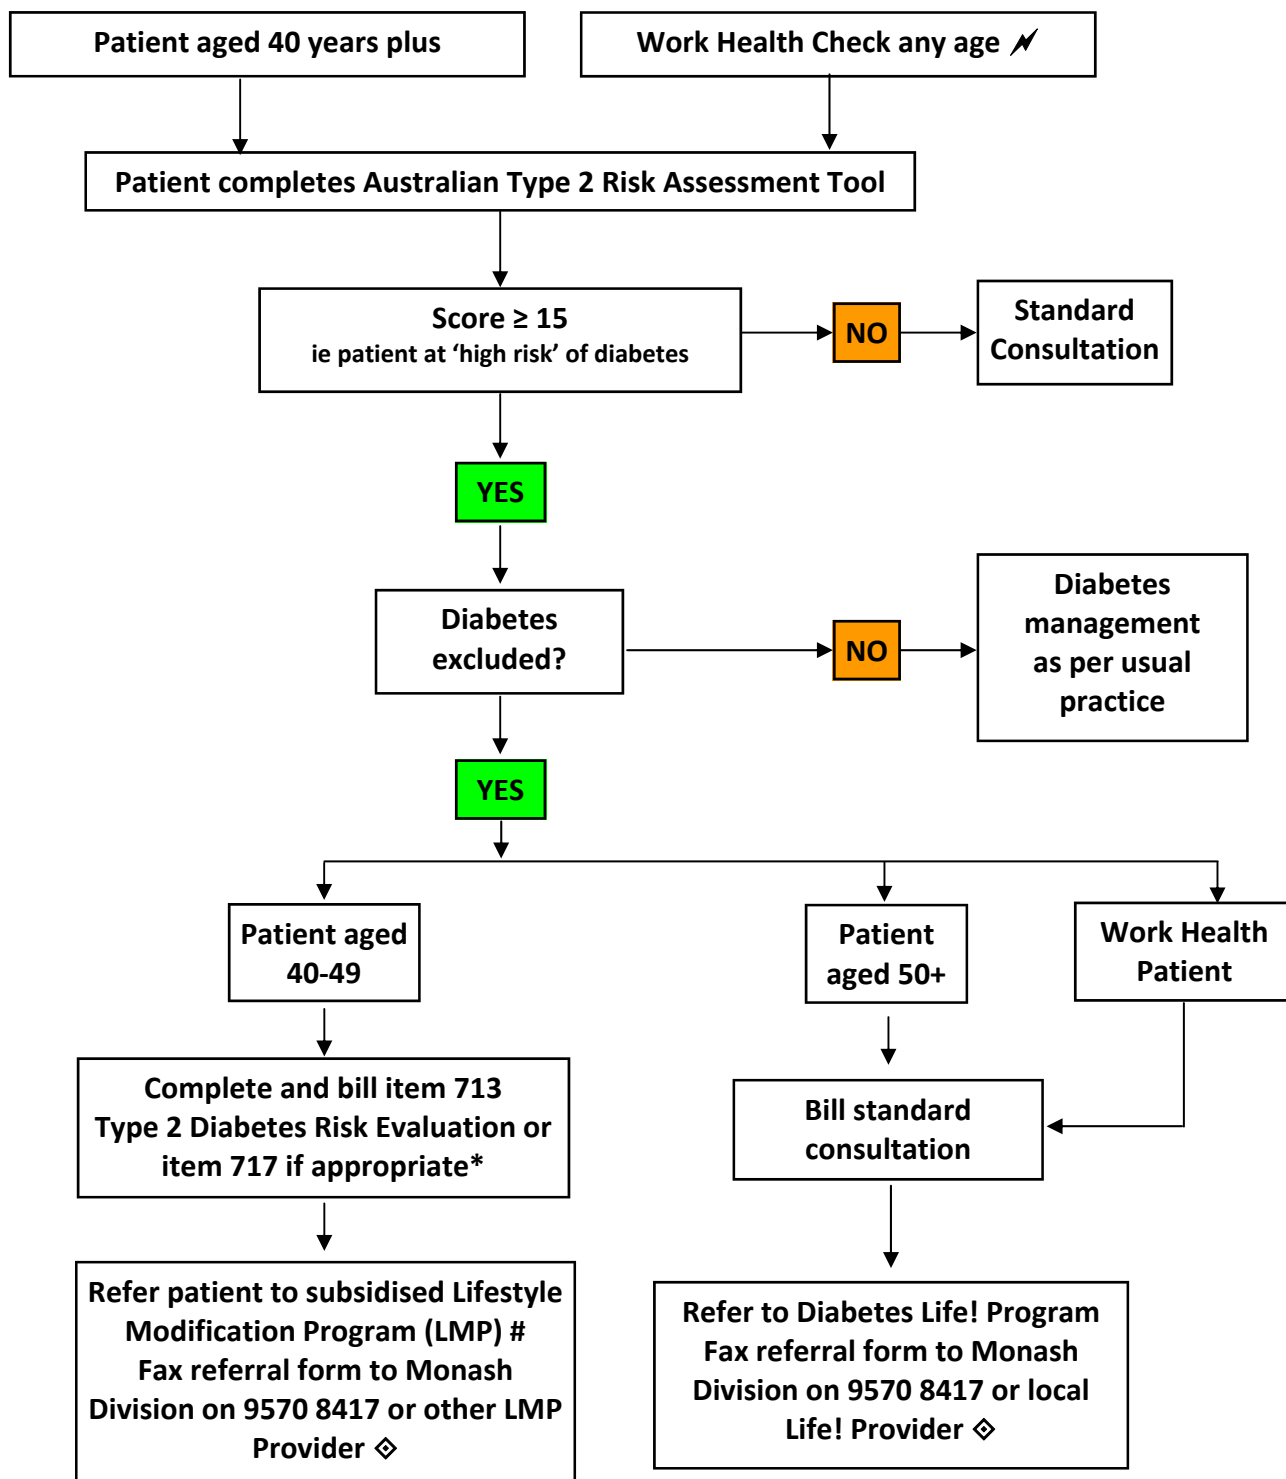 Patient aged 40 years plus
Work Health Check any age
Patient completes Australian Type 2 Risk Assessment Tool
Score ≥ 15
ie patient at ‘high risk’ of diabetes
NO
Standard
Consultation
YES
Diabetes
excluded?
NO
Diabetes
management
as per usual
practice
YES
Patient aged
40-49
Patient
aged 50+
Work Health
Patient
Complete and bill item 713
Type 2 Diabetes Risk Evaluation or
item 717 if appropriate*
Bill standard
consultation
Refer patient to subsidised Lifestyle
Modification Program (LMP) #
Fax referral form to Monash
Division on 9570 8417 or other LMP
Provider
Refer to Diabetes Life! Program
Fax referral form to Monash
Division on 9570 8417 or local
Life! Provider